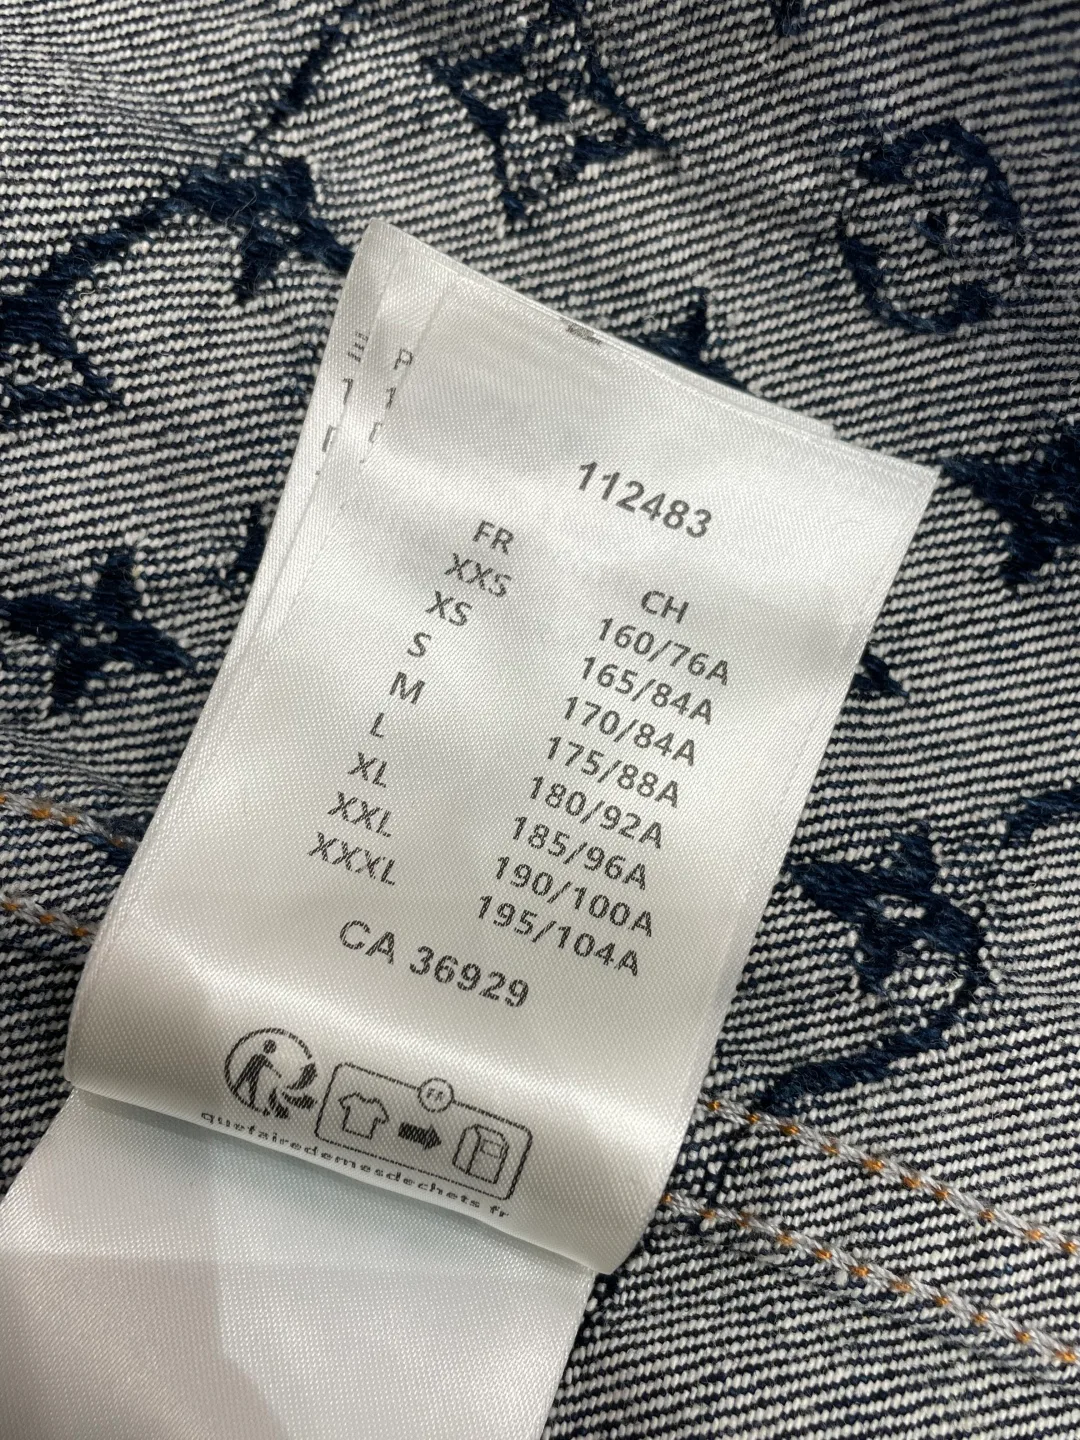 112483
FR CH
XXS 160/76A
XS 165/84A
S 170/84A
M 175/88A
L 180/92A
XL 185/96A
XXL 190/100A
XXXL 195/104A
CA 36929
FR
quefairedemesdechets.fr